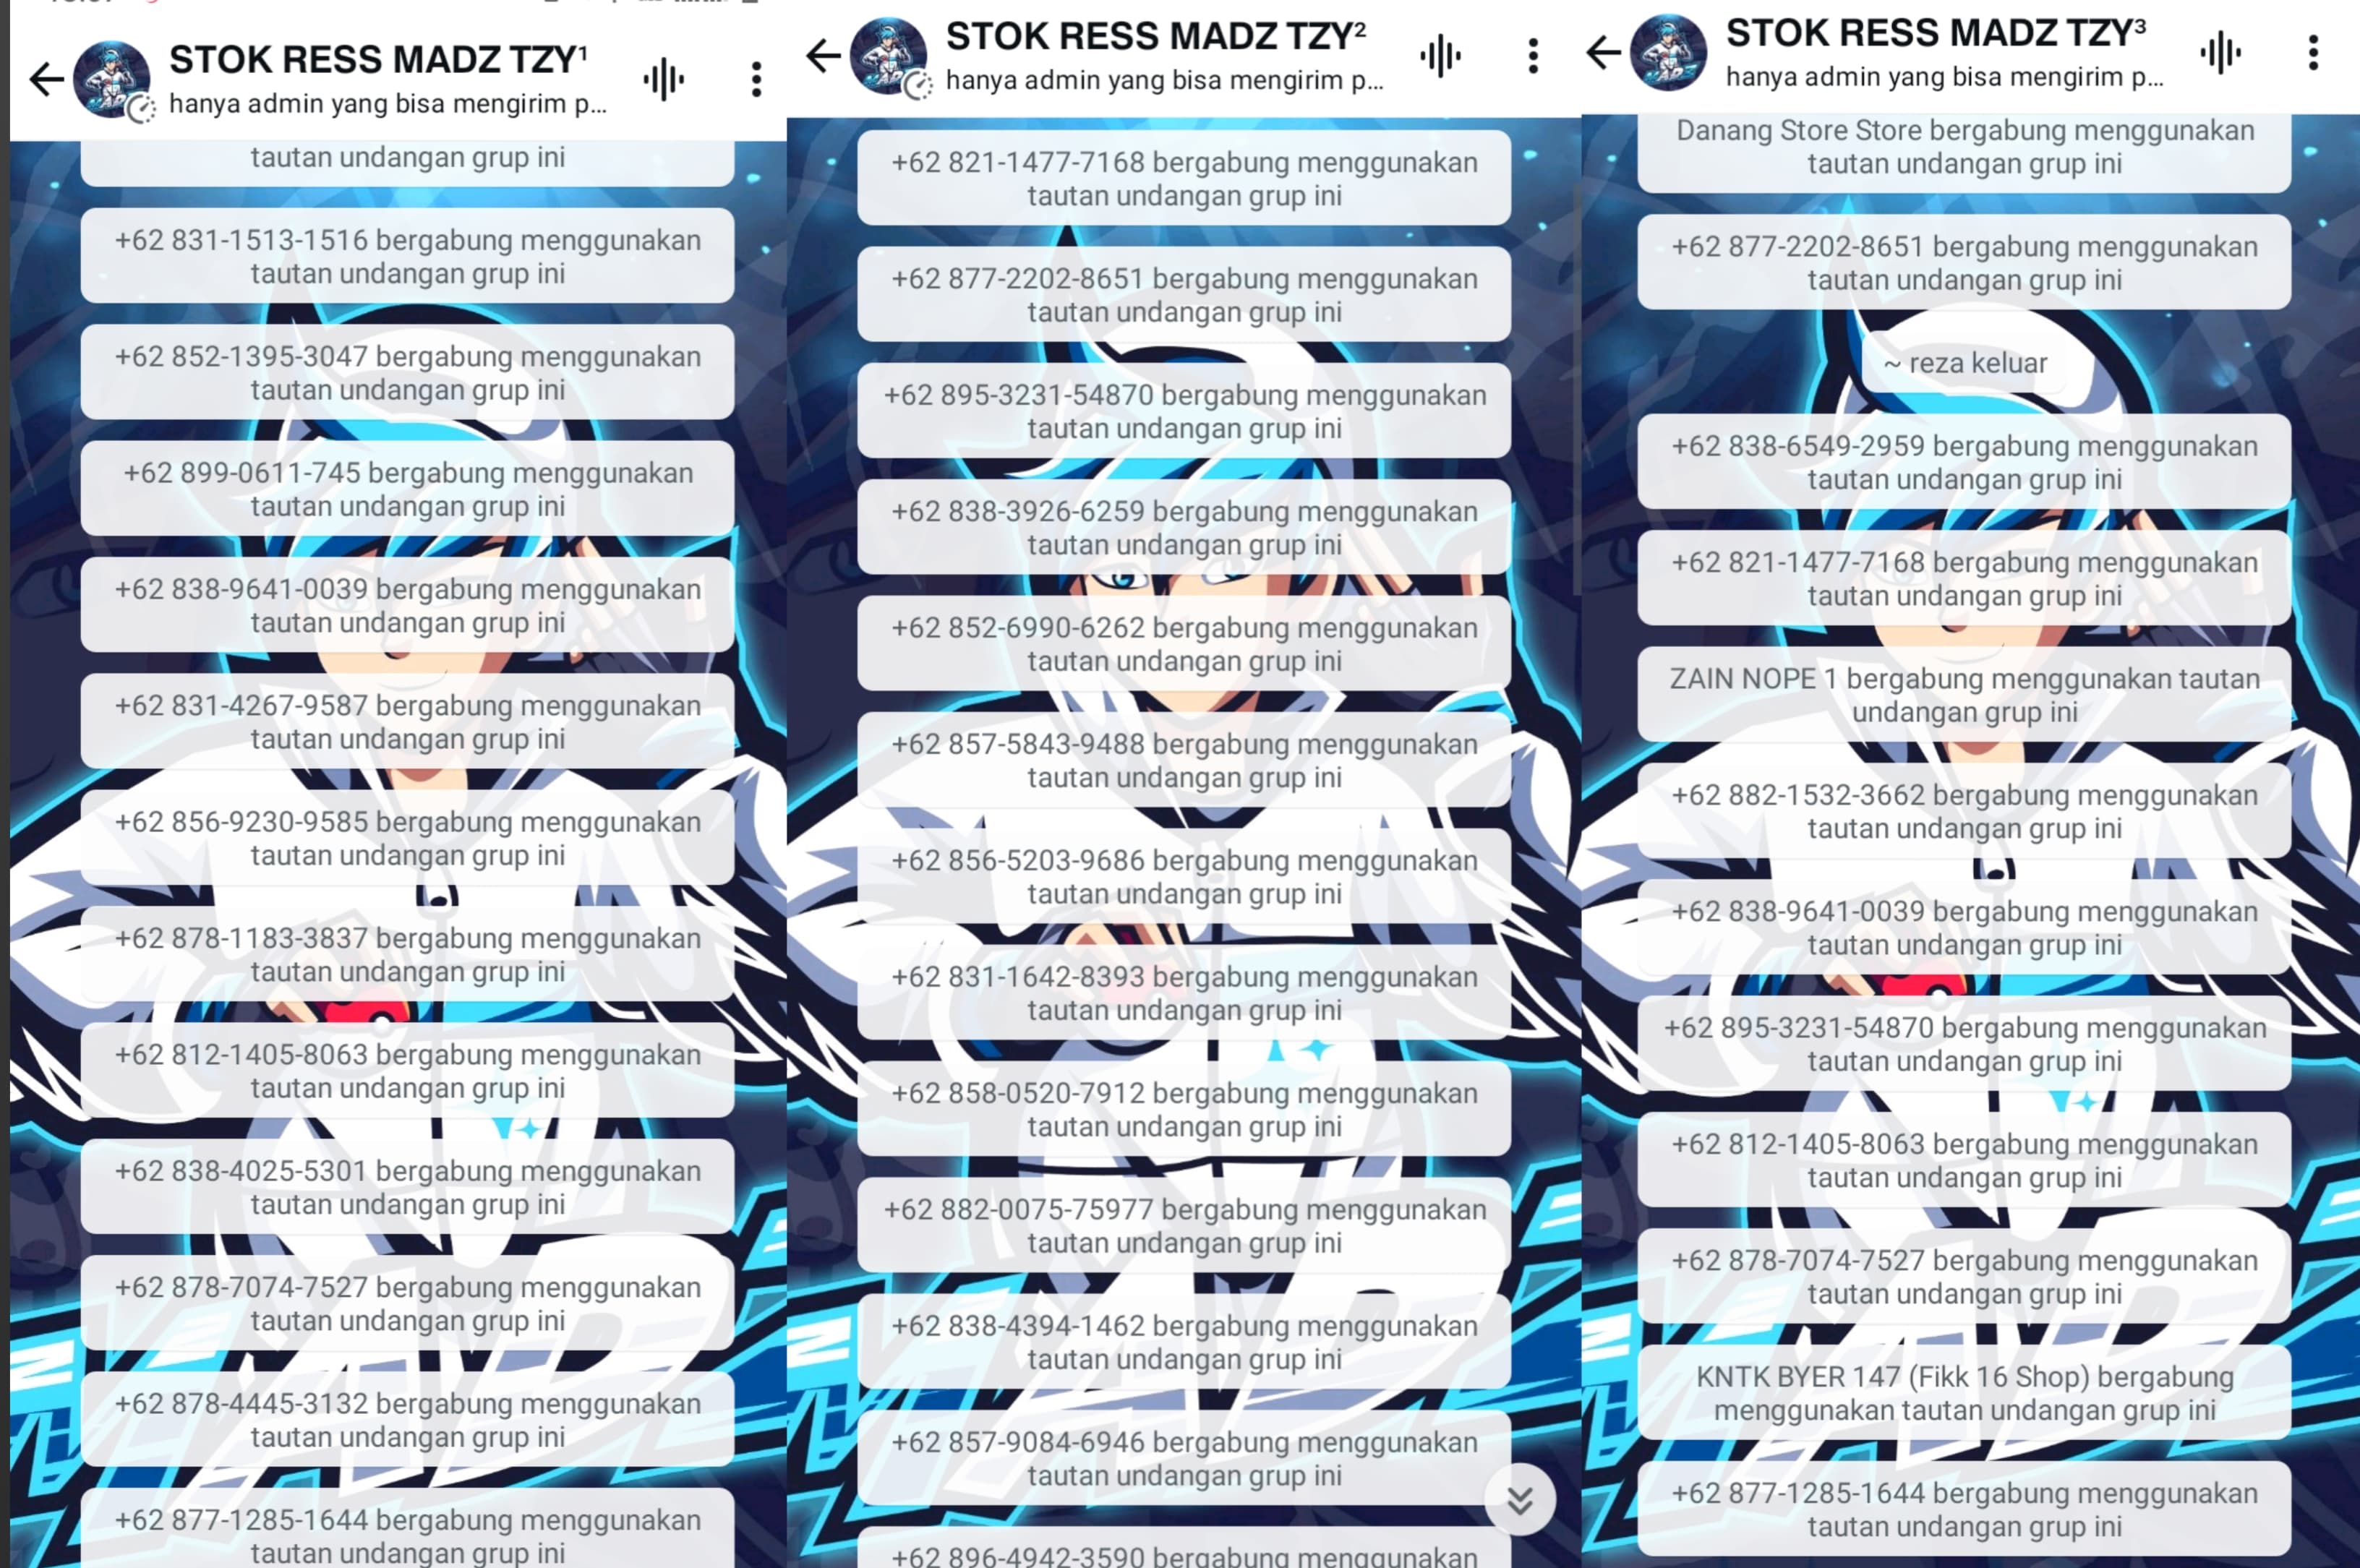 STOK RESS MADZ TZY¹
hanya admin yang bisa mengirim p...
tautan undangan grup ini
+62 831-1513-1516 bergabung menggunakan
tautan undangan grup ini
+62 852-1395-3047 bergabung menggunakan
tautan undangan grup ini
+62 899-0611-745 bergabung menggunakan
tautan undangan grup ini
+62 838-9641-0039 bergabung menggunakan
tautan undangan grup ini
+62 831-4267-9587 bergabung menggunakan
tautan undangan grup ini
+62 856-9230-9585 bergabung menggunakan
tautan undangan grup ini
+62 878-1183-3837 bergabung menggunakan
tautan undangan grup ini
+62 812-1405-8063 bergabung menggunakan
tautan undangan grup ini
+62 838-4025-5301 bergabung menggunakan
tautan undangan grup ini
+62 878-7074-7527 bergabung menggunakan
tautan undangan grup ini
+62 878-4445-3132 bergabung menggunakan
tautan undangan grup ini
+62 877-1285-1644 bergabung menggunakan
tautan undangan grup ini
STOK RESS MADZ TZY²
hanya admin yang bisa mengirim p...
+62 821-1477-7168 bergabung menggunakan
tautan undangan grup ini
+62 877-2202-8651 bergabung menggunakan
tautan undangan grup ini
+62 895-3231-54870 bergabung menggunakan
tautan undangan grup ini
+62 838-3926-6259 bergabung menggunakan
tautan undangan grup ini
+62 852-6990-6262 bergabung menggunakan
tautan undangan grup ini
+62 857-5843-9488 bergabung menggunakan
tautan undangan grup ini
+62 856-5203-9686 bergabung menggunakan
tautan undangan grup ini
+62 831-1642-8393 bergabung menggunakan
tautan undangan grup ini
+62 858-0520-7912 bergabung menggunakan
tautan undangan grup ini
+62 882-0075-75977 bergabung menggunakan
tautan undangan grup ini
+62 838-4394-1462 bergabung menggunakan
tautan undangan grup ini
+62 857-9084-6946 bergabung menggunakan
tautan undangan grup ini
+62 896-4942-3590 bergabung menggunakan
STOK RESS MADZ TZY³
hanya admin yang bisa mengirim p...
Danang Store Store bergabung menggunakan
tautan undangan grup ini
+62 877-2202-8651 bergabung menggunakan
tautan undangan grup ini
~ reza keluar
+62 838-6549-2959 bergabung menggunakan
tautan undangan grup ini
+62 821-1477-7168 bergabung menggunakan
tautan undangan grup ini
ZAIN NOPE 1 bergabung menggunakan tautan
undangan grup ini
+62 882-1532-3662 bergabung menggunakan
tautan undangan grup ini
+62 838-9641-0039 bergabung menggunakan
tautan undangan grup ini
+62 895-3231-54870 bergabung menggunakan
tautan undangan grup ini
+62 812-1405-8063 bergabung menggunakan
tautan undangan grup ini
+62 878-7074-7527 bergabung menggunakan
tautan undangan grup ini
KNTK BYER 147 (Fikk 16 Shop) bergabung
menggunakan tautan undangan grup ini
+62 877-1285-1644 bergabung menggunakan
tautan undangan grup ini